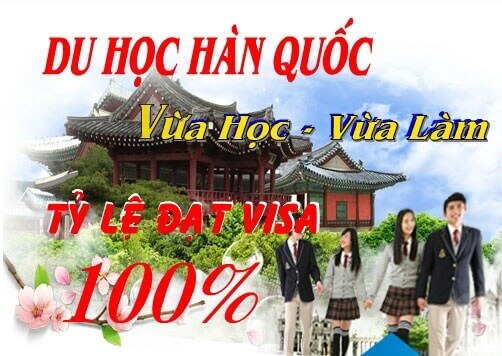 DU HỌC HÀN QUỐC
Vừa Học - Vừa Làm
TỶ LỆ ĐẠT VISA
100%